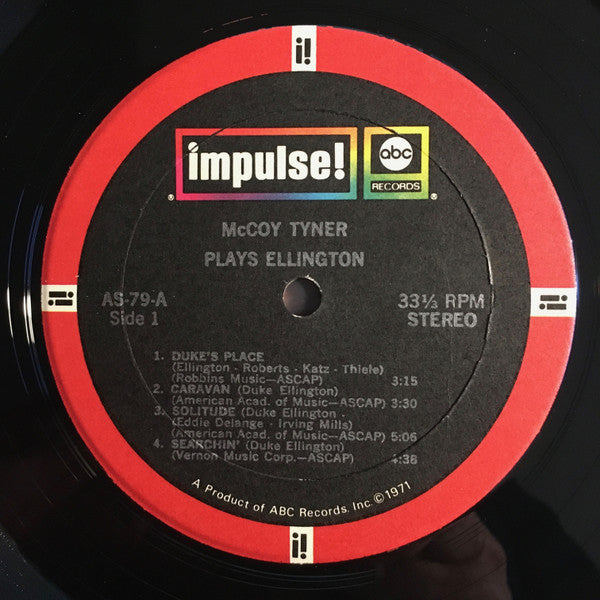 i!
impulse!
abc
RECORDS
®
®
McCOY TYNER
PLAYS ELLINGTON
AS-79-A
Side 1
33⅓ RPM
STEREO
1. DUKE'S PLACE
(Ellington - Roberts - Katz - Thiele)
(Robbins Music—ASCAP) 3:15
2. CARAVAN (Duke Ellington)
(American Acad. of Music—ASCAP) 3:30
3. SOLITUDE (Duke Ellington -
Eddie Delange - Irving Mills)
(American Acad. of Music—ASCAP) 5:06
4. SEARCHIN' (Duke Ellington)
(Vernon Music Corp.—ASCAP) 4:38
A Product of ABC Records, Inc. © 1971
i!
i!
i!